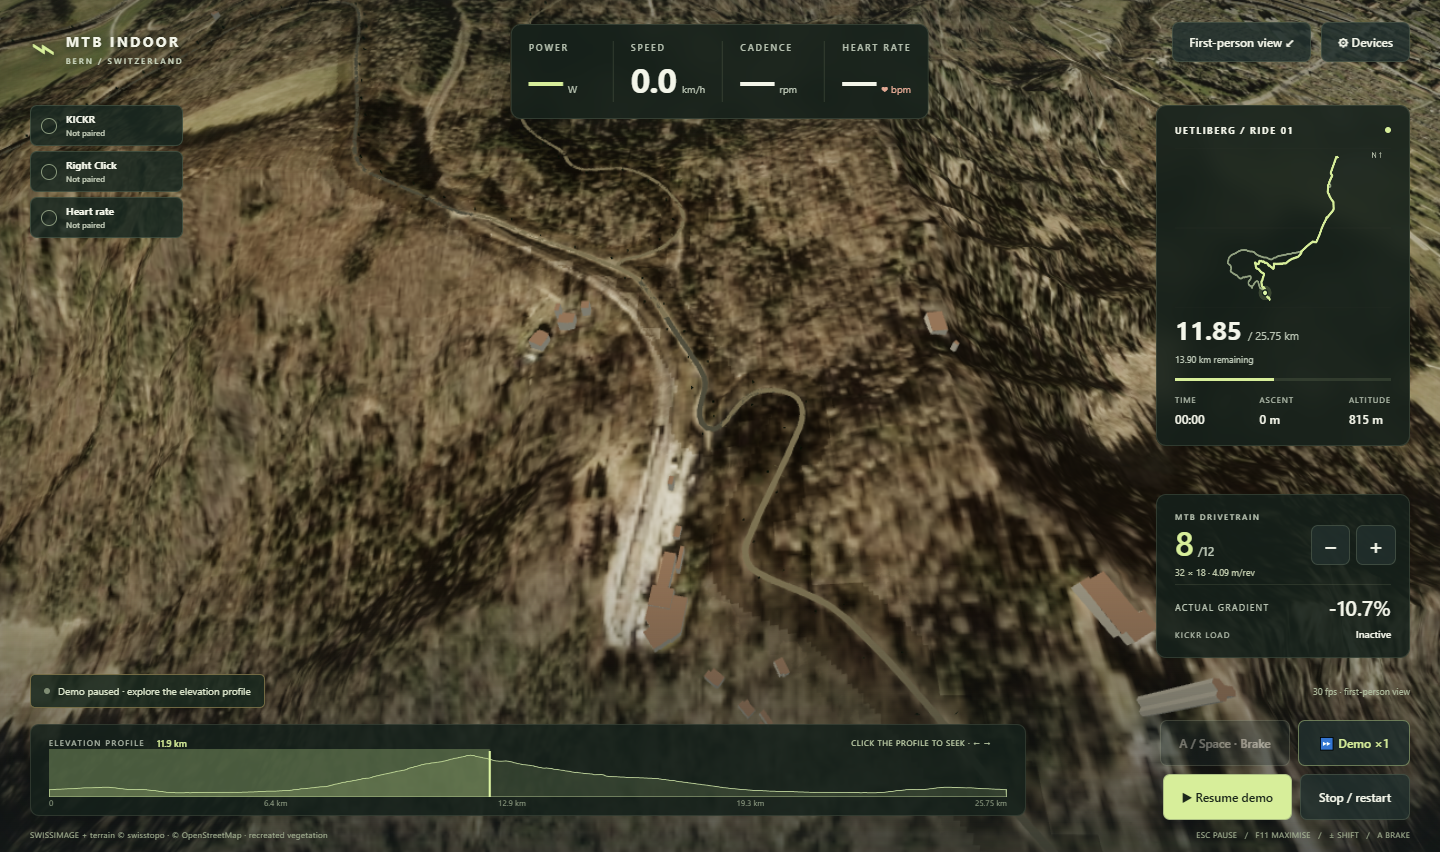 MTB INDOOR
BERN / SWITZERLAND
POWER
W
SPEED
0.0 km/h
CADENCE
rpm
HEART RATE
♥ bpm
First-person view ↙
⚙ Devices
KICKR
Not paired
Right Click
Not paired
Heart rate
Not paired
UETLIBERG / RIDE 01
N ↑
11.85 / 25.75 km
13.90 km remaining
TIME ASCENT ALTITUDE
00:00 0 m 815 m
MTB DRIVETRAIN
8 /12
− +
32 × 18 · 4.09 m/rev
ACTUAL GRADIENT -10.7%
KICKR LOAD Inactive
Demo paused · explore the elevation profile
30 fps · first-person view
ELEVATION PROFILE 11.9 km
CLICK THE PROFILE TO SEEK · ← →
0 6.4 km 12.9 km 19.3 km 25.75 km
A / Space · Brake
⏩ Demo ×1
▶ Resume demo
Stop / restart
SWISSIMAGE + terrain © swisstopo · © OpenStreetMap · recreated vegetation
ESC PAUSE / F11 MAXIMISE / ± SHIFT / A BRAKE